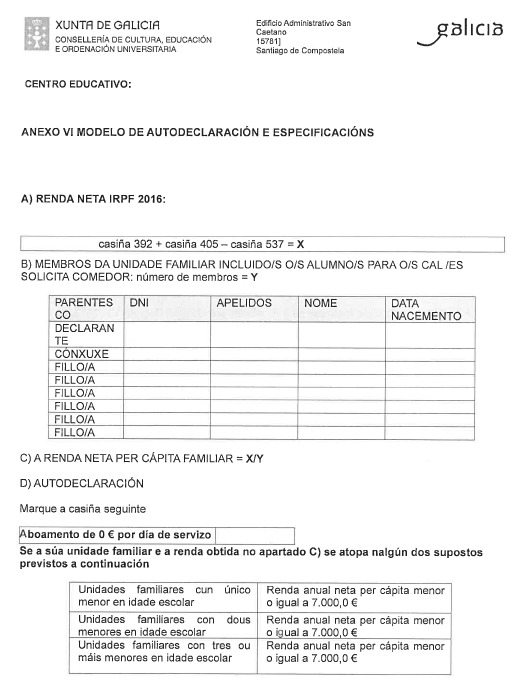 XUNTA DE GALICIA
CONSELLERÍA DE CULTURA, EDUCACIÓN
E ORDENACIÓN UNIVERSITARIA
Edificio Administrativo San
Caetano
15781]
Santiago de Compostela
galicia
CENTRO EDUCATIVO:
ANEXO VI MODELO DE AUTODECLARACIÓN E ESPECIFICACIÓNS
A) RENDA NETA IRPF 2016:
casiña 392 + casiña 405 – casiña 537 = X
B) MEMBROS DA UNIDADE FAMILIAR INCLUIDO/S O/S ALUMNO/S PARA O/S CAL /ES
SOLICITA COMEDOR: número de membros = Y
PARENTES DNI APELIDOS NOME DATA
CO NACEMENTO
DECLARAN
TE
CÓNXUXE
FILLO/A
FILLO/A
FILLO/A
FILLO/A
FILLO/A
FILLO/A
C) A RENDA NETA PER CÁPITA FAMILIAR = X/Y
D) AUTODECLARACIÓN
Marque a casiña seguinte
Aboamento de 0 € por día de servizo
Se a súa unidade familiar e a renda obtida no apartado C) se atopa nalgún dos supostos
previstos a continuación
Unidades familiares cun único Renda anual neta per cápita menor
menor en idade escolar o igual a 7.000,0 €
Unidades familiares con dous Renda anual neta per cápita menor
menores en idade escolar o igual a 7.000,0 €
Unidades familiares con tres ou Renda anual neta per cápita menor
máis menores en idade escolar o igual a 7.000,0 €